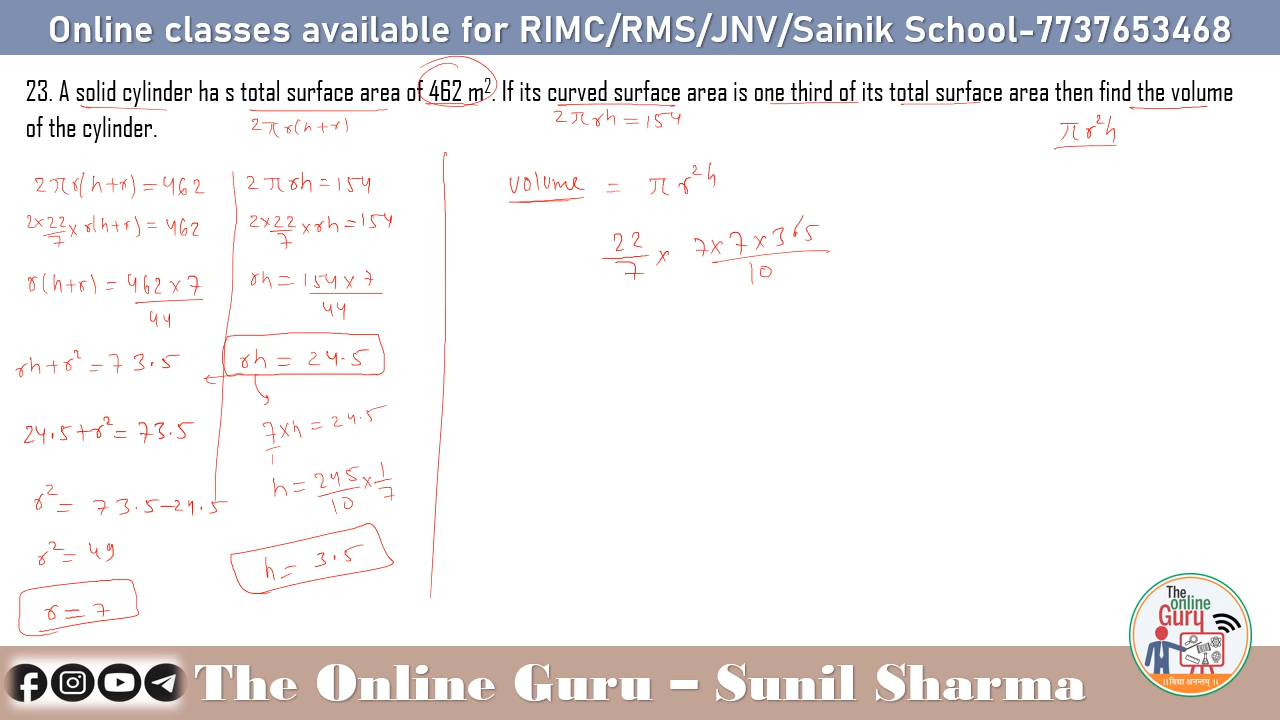 Online classes available for RIMC/RMS/JNV/Sainik School-7737653468
23. A solid cylinder ha s total surface area of 462 m². If its curved surface area is one third of its total surface area then find the volume
of the cylinder.
2πr(h+r)
2πrh = 154
πr²h
2πr(h+r) = 462
2×22/7 × r(h+r) = 462
r(h+r) = 462 × 7/44
rh+r² = 73.5
24.5+r² = 73.5
r² = 73.5-24.5
r² = 49
r = 7
2πrh = 154
2×22/7 × rh = 154
rh = 154 × 7/44
rh = 24.5
7/1 × h = 24.5
h = 245/10 × 1/7
h = 3.5
volume = πr²h
22/7 × 7×7×365/10
The
online
Guru
।। विद्या अनन्तम् ।।
The Online Guru – Sunil Sharma